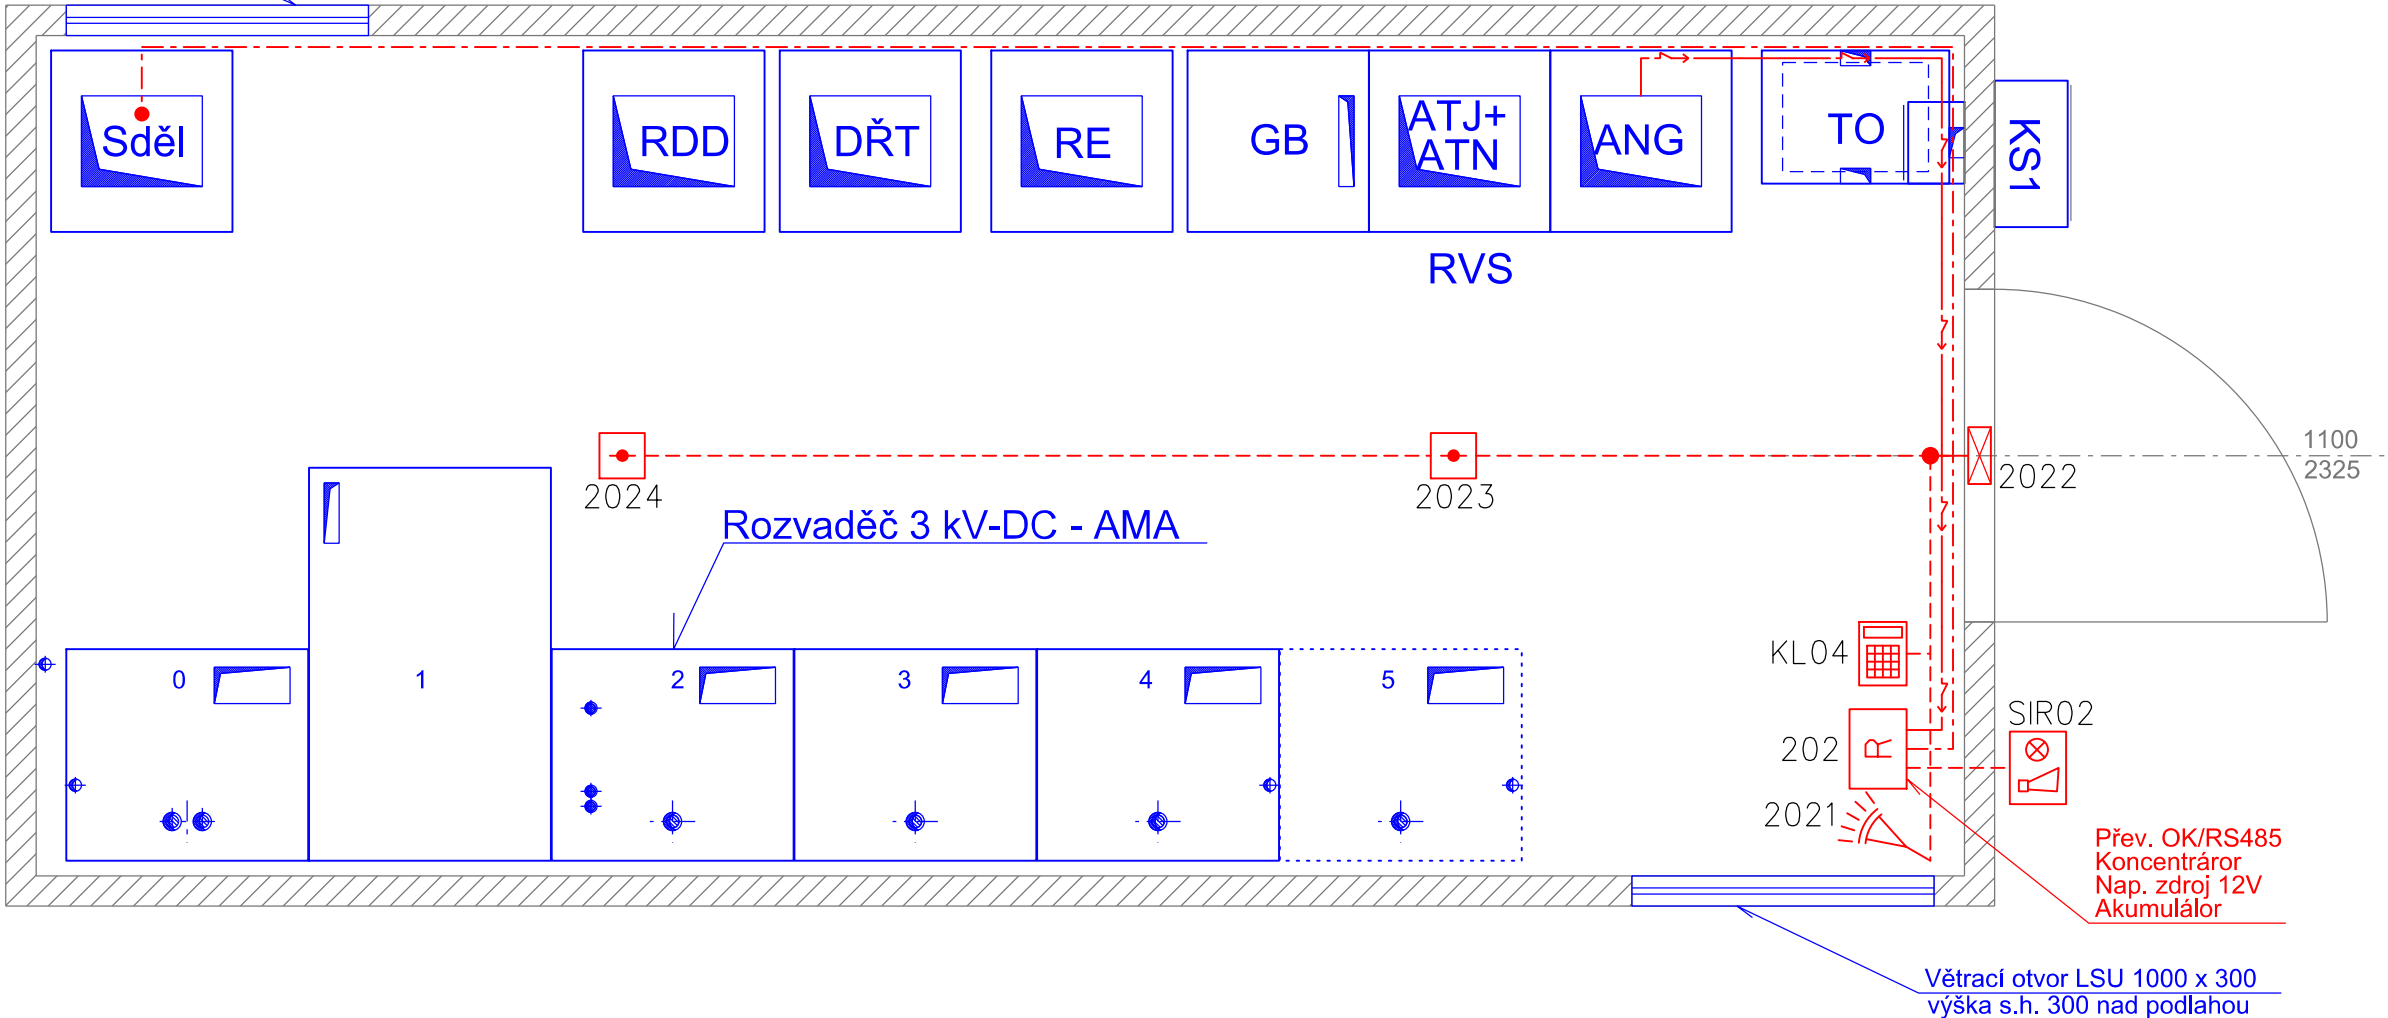 Sděl
RDD
DŘT
RE
GB
ATJ+
ATN
ANG
TO
KS1
RVS
1100
2325
2024
2023
2022
Rozvaděč 3 kV-DC - AMA
0
1
2
3
4
5
KL04
202
R
SIR02
2021
Přev. OK/RS485
Koncentráror
Nap. zdroj 12V
Akumulálor
Větrací otvor LSU 1000 x 300
výška s.h. 300 nad podlahou